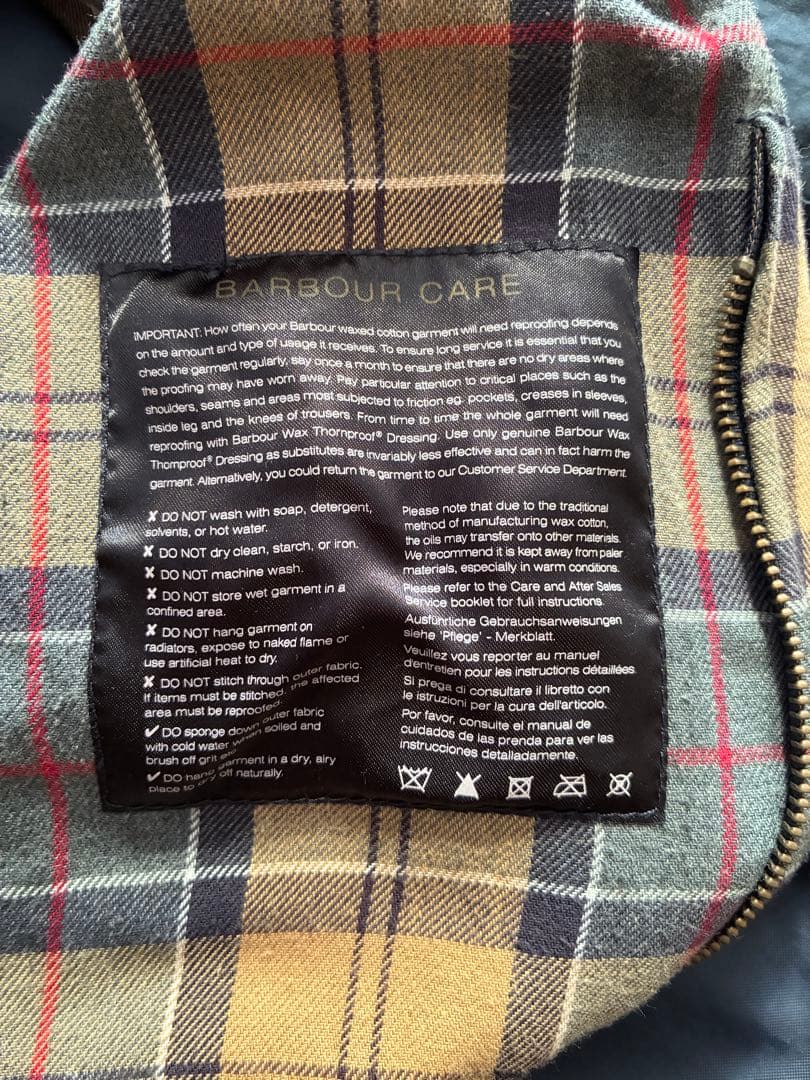 BARBOUR CARE
IMPORTANT: How often your Barbour waxed cotton garment will need reproofing depends
on the amount and type of usage it receives. To ensure long service it is essential that you
check the garment regularly, say once a month to ensure that there are no dry areas where
the proofing may have worn away. Pay particular attention to critical places such as the
shoulders, seams and areas most subjected to friction eg. pockets, creases in sleeves,
inside leg and the knees of trousers. From time to time the whole garment will need
reproofing with Barbour Wax Thornproof® Dressing. Use only genuine Barbour Wax
Thornproof® Dressing as substitutes are invariably less effective and can in fact harm the
garment. Alternatively, you could return the garment to our Customer Service Department.
✘ DO NOT wash with soap, detergent,
solvents, or hot water.
✘ DO NOT dry clean, starch, or iron.
✘ DO NOT machine wash.
✘ DO NOT store wet garment in a
confined area.
✘ DO NOT hang garment on
radiators, expose to naked flame or
use artificial heat to dry.
✘ DO NOT stitch through outer fabric.
If items must be stitched, the affected
area must be reproofed.
✔ DO sponge down outer fabric
with cold water when soiled and
brush off grit etc.
✔ DO hang garment in a dry, airy
place to dry off naturally.
Please note that due to the traditional
method of manufacturing wax cotton,
the oils may transfer onto other materials.
We recommend it is kept away from paler
materials, especially in warm conditions.
Please refer to the Care and After Sales
Service booklet for full instructions.
Ausführliche Gebrauchsanweisungen
siehe 'Pflege' - Merkblatt.
Veuillez vous reporter au manuel
d'entretien pour les instructions détaillées.
Si prega di consultare il libretto con
le istruzioni per la cura dell'articolo.
Por favor, consulte el manual de
cuidados de las prenda para ver las
instrucciones detalladamente.